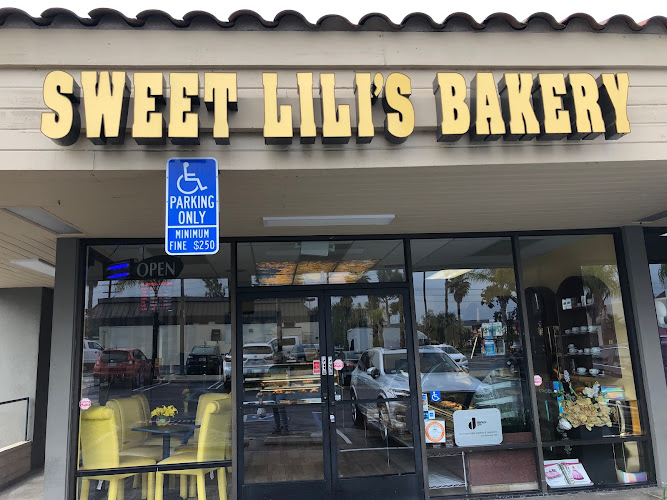 SWEET LILI'S BAKERY
PARKING
ONLY
MINIMUM
FINE $250
OPEN